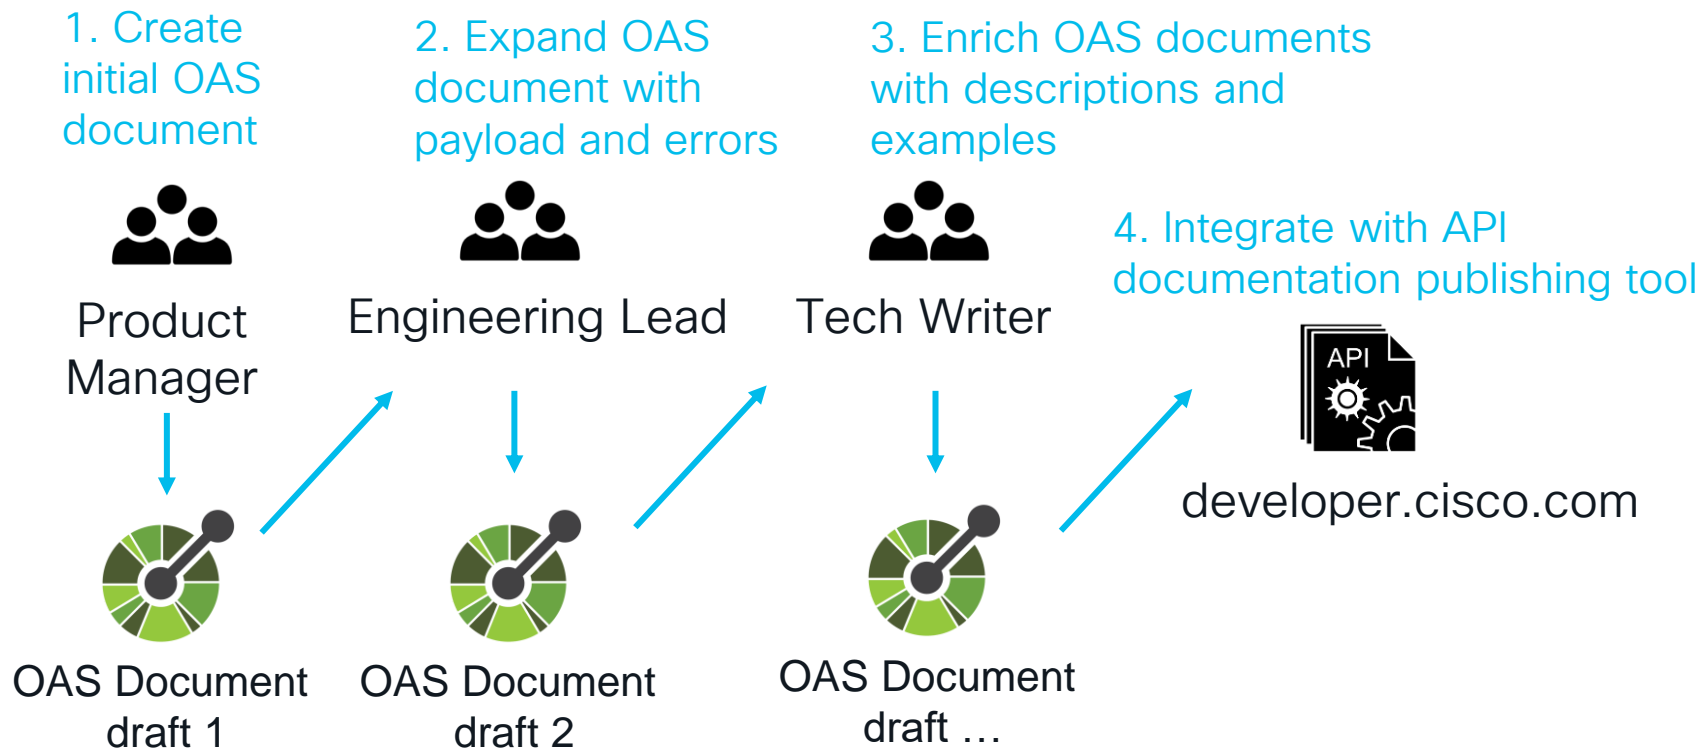 1. Create
initial OAS
document
2. Expand OAS
document with
payload and errors
3. Enrich OAS documents
with descriptions and
examples
4. Integrate with API
documentation publishing tool
Product
Manager
Engineering Lead
Tech Writer
API
developer.cisco.com
OAS Document
draft 1
OAS Document
draft 2
OAS Document
draft ...